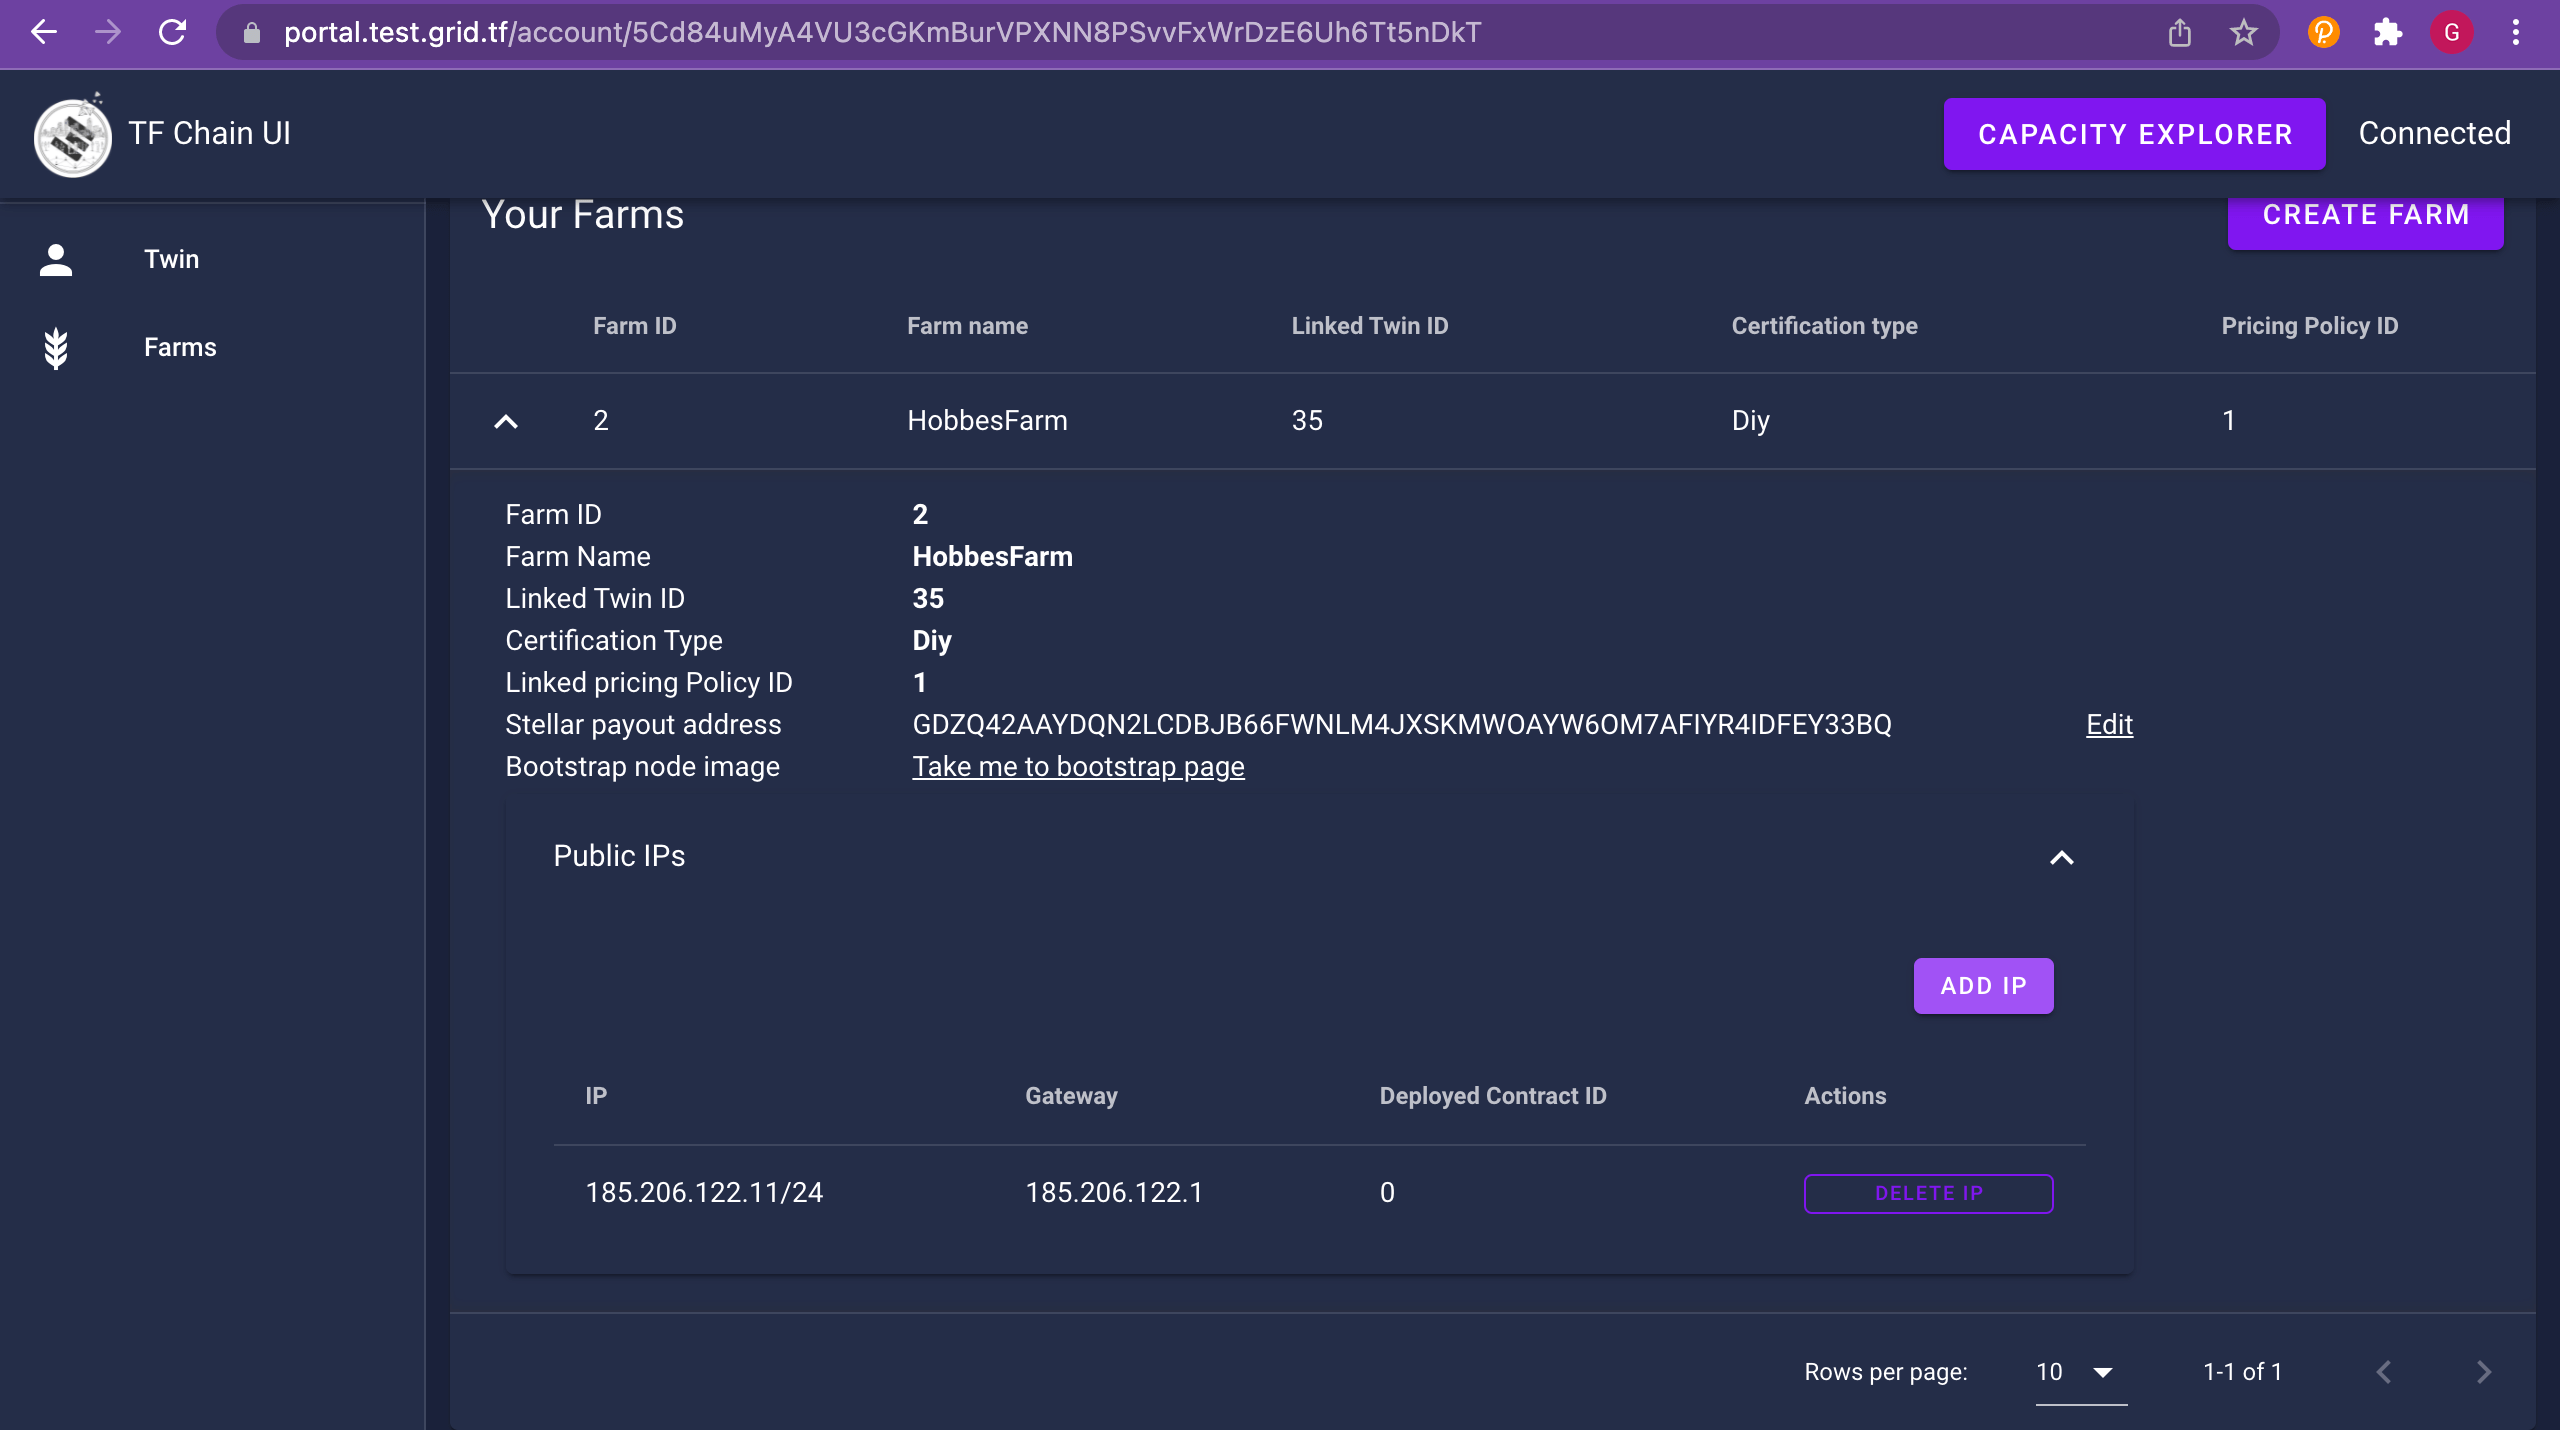 portal.test.grid.tf/account/5Cd84uMyA4VU3cGKmBurVPXNN8PSvvFxWrDzE6Uh6Tt5nDkT
G
TF Chain UI
CAPACITY EXPLORER
Connected
Twin
Farms
Your Farms
CREATE FARM
Farm ID Farm name Linked Twin ID Certification type Pricing Policy ID
2 HobbesFarm 35 Diy 1
Farm ID 2
Farm Name HobbesFarm
Linked Twin ID 35
Certification Type Diy
Linked pricing Policy ID 1
Stellar payout address GDZQ42AAYDQN2LCDBJB66FWNLM4JXSKMWOAYW6OM7AFIYR4IDFEY33BQ Edit
Bootstrap node image Take me to bootstrap page
Public IPs
ADD IP
IP Gateway Deployed Contract ID Actions
185.206.122.11/24 185.206.122.1 0 DELETE IP
Rows per page: 10 1-1 of 1